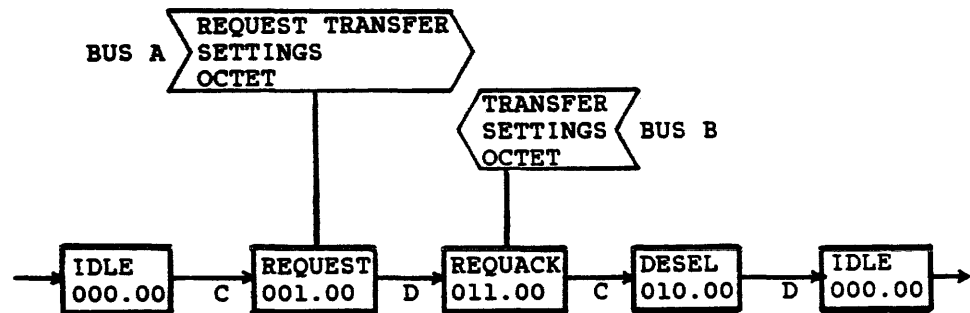 REQUEST TRANSFER
BUS A SETTINGS
OCTET
TRANSFER
SETTINGS BUS B
OCTET
IDLE REQUEST REQUACK DESEL IDLE
000.00 C 001.00 D 011.00 C 010.00 D 000.00